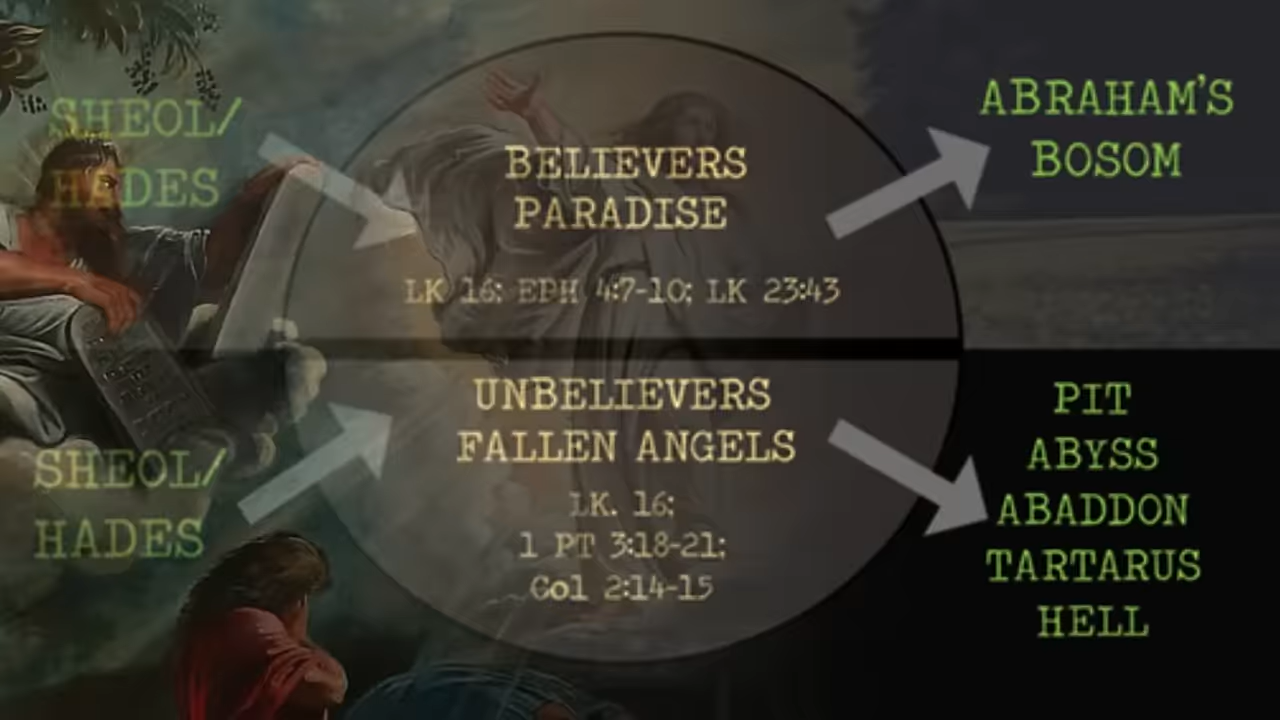 SHEOL/
HADES
BELIEVERS
PARADISE
LK 16; EPH 4:7-10; LK 23:43
ABRAHAM'S
BOSOM
SHEOL/
HADES
UNBELIEVERS
FALLEN ANGELS
LK. 16;
1 PT 3:18-21;
Col 2:14-15
PIT
ABYSS
ABADDON
TARTARUS
HELL